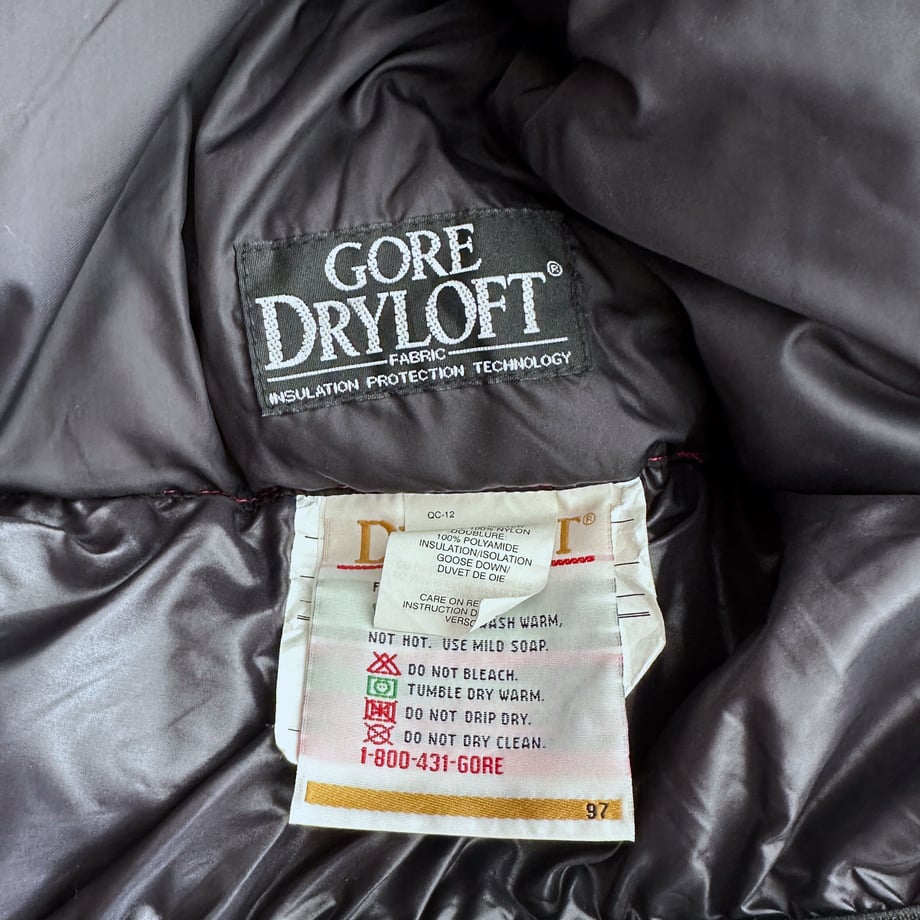 GORE
DRYLOFT®
FABRIC
INSULATION PROTECTION TECHNOLOGY
QC-12
100% NYLON
DOUBLURE:
100% POLYAMIDE
INSULATION/ISOLATION
GOOSE DOWN/
DUVET DE OIE
CARE ON RE
INSTRUCTION D
VERSO
WASH WARM,
NOT HOT. USE MILD SOAP.
DO NOT BLEACH.
TUMBLE DRY WARM.
DO NOT DRIP DRY.
DO NOT DRY CLEAN.
1-800-431-GORE
97